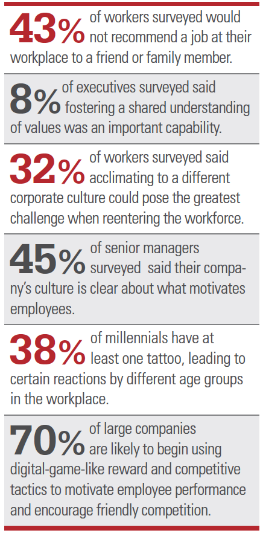 43% of workers surveyed would
not recommend a job at their
workplace to a friend or family member.
8% of executives surveyed said
fostering a shared understanding
of values was an important capability.
32% of workers surveyed said
acclimating to a different
corporate culture could pose the greatest
challenge when reentering the workforce.
45% of senior managers
surveyed said their compa-
ny's culture is clear about what motivates
employees.
38% of millennials have at
least one tattoo, leading to
certain reactions by different age groups
in the workplace.
70% of large companies
are likely to begin using
digital-game-like reward and competitive
tactics to motivate employee performance
and encourage friendly competition.